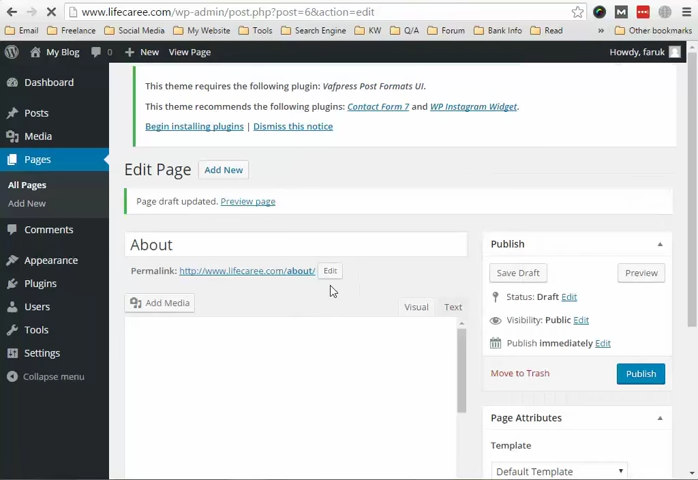 www.lifecaree.com/wp-admin/post.php?post=6&action=edit
Email Freelance Social Media My Website Tools Search Engine KW Q/A Forum Bank Info Read » Other bookmarks
My Blog 0 + New View Page Howdy, faruk
Dashboard
Posts
Media
Pages
All Pages
Add New
Comments
Appearance
Plugins
Users
Tools
Settings
Collapse menu
This theme requires the following plugin: Vafpress Post Formats UI.
This theme recommends the following plugins: Contact Form 7 and WP Instagram Widget.
Begin installing plugins | Dismiss this notice
Edit Page Add New
Page draft updated. Preview page
About
Permalink: http://www.lifecaree.com/about/ Edit
Add Media
Visual Text
Publish
Save Draft Preview
Status: Draft Edit
Visibility: Public Edit
Publish immediately Edit
Move to Trash Publish
Page Attributes
Template
Default Template